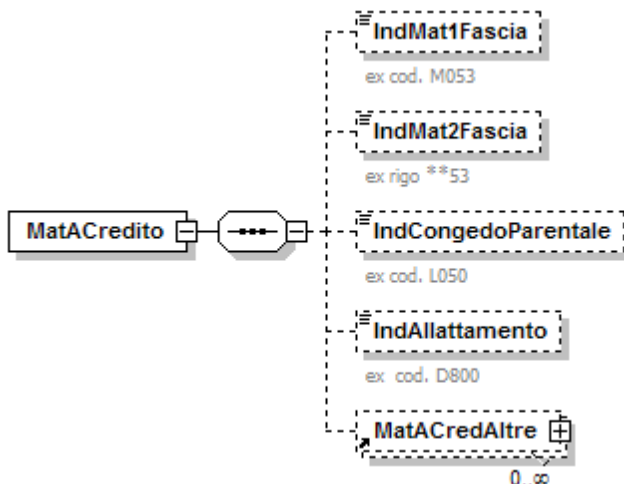 IndMat1Fascia
ex cod. M053
IndMat2Fascia
ex rigo **53
MatACredito
IndCongedoParentale
ex cod. L050
IndAllattamento
ex cod. D800
MatACredAltre
0..∞